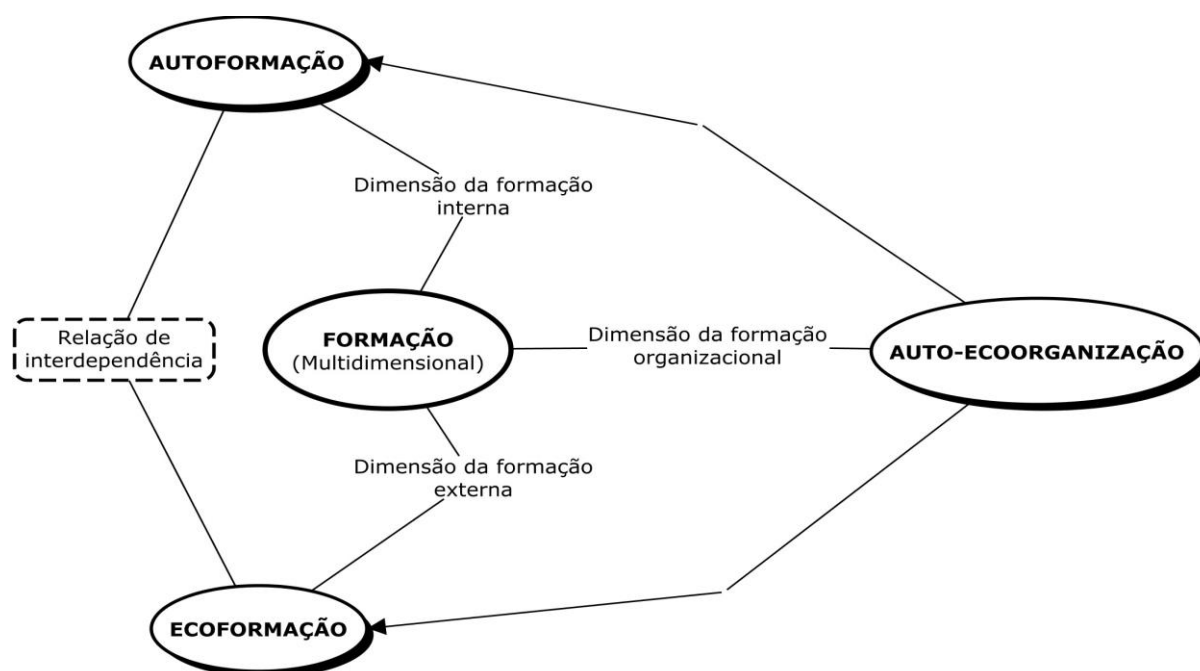 AUTOFORMAÇÃO
Dimensão da formação
interna
Relação de
interdependência
FORMAÇÃO
(Multidimensional)
Dimensão da formação
organizacional
AUTO-ECOORGANIZAÇÃO
Dimensão da formação
externa
ECOFORMAÇÃO